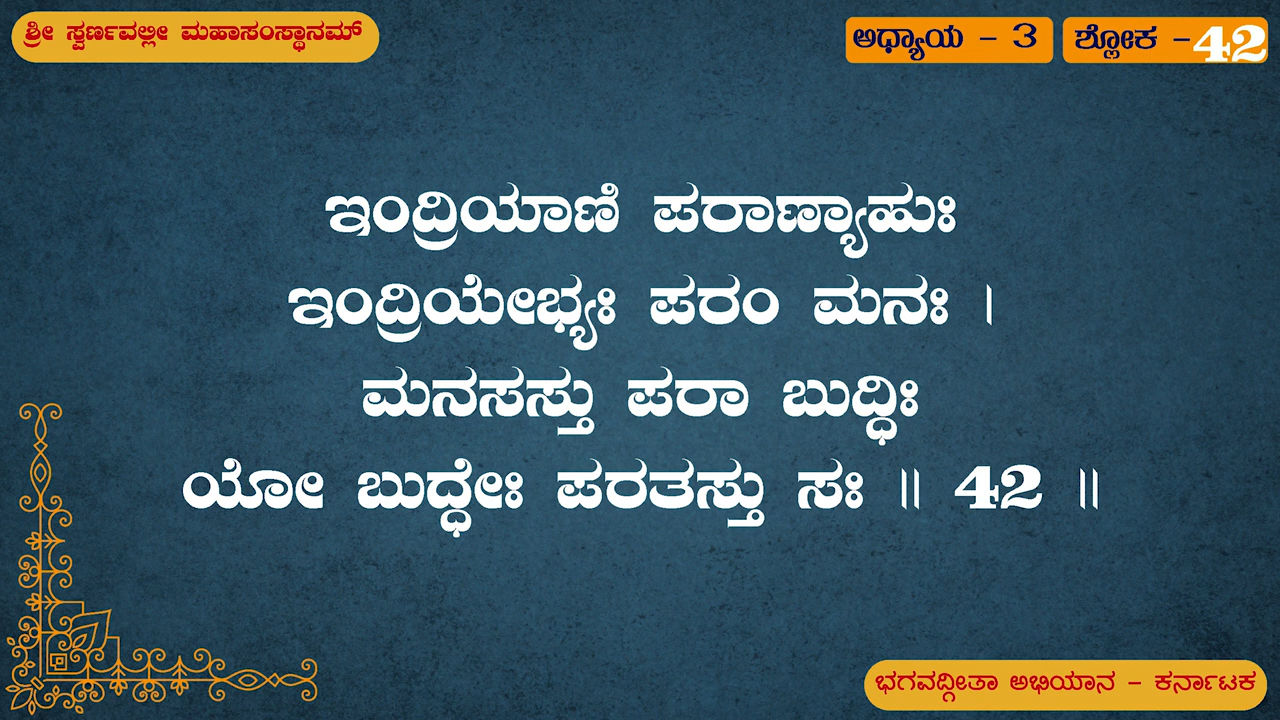 ಶ್ರೀ ಸ್ವರ್ಣವಲ್ಲೀ ಮಹಾಸಂಸ್ಥಾನಮ್
ಅಧ್ಯಾಯ - 3
ಶ್ಲೋಕ -42
ಇಂದ್ರಿಯಾಣಿ ಪರಾಣ್ಯಾಹುಃ
ಇಂದ್ರಿಯೇಭ್ಯಃ ಪರಂ ಮನಃ ।
ಮನಸಸ್ತು ಪರಾ ಬುದ್ಧಿಃ
ಯೋ ಬುದ್ಧೇಃ ಪರತಸ್ತು ಸಃ ॥ 42 ॥
ಭಗವದ್ಗೀತಾ ಅಭಿಯಾನ - ಕರ್ನಾಟಕ